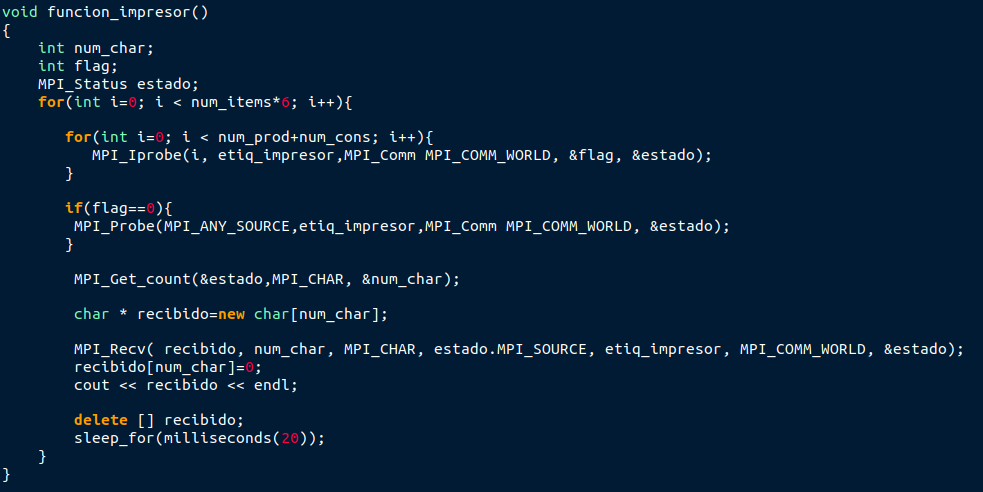 void funcion_impresor()
{
    int num_char;
    int flag;
    MPI_Status estado;
    for(int i=0; i < num_items*6; i++){

       for(int i=0; i < num_prod+num_cons; i++){
          MPI_Iprobe(i, etiq_impresor,MPI_Comm MPI_COMM_WORLD, &flag, &estado);
       }

       if(flag==0){
        MPI_Probe(MPI_ANY_SOURCE,etiq_impresor,MPI_Comm MPI_COMM_WORLD, &estado);
       }

        MPI_Get_count(&estado,MPI_CHAR, &num_char);

        char * recibido=new char[num_char];

        MPI_Recv( recibido, num_char, MPI_CHAR, estado.MPI_SOURCE, etiq_impresor, MPI_COMM_WORLD, &estado);
        recibido[num_char]=0;
        cout << recibido << endl;

        delete [] recibido;
        sleep_for(milliseconds(20));
    }
}